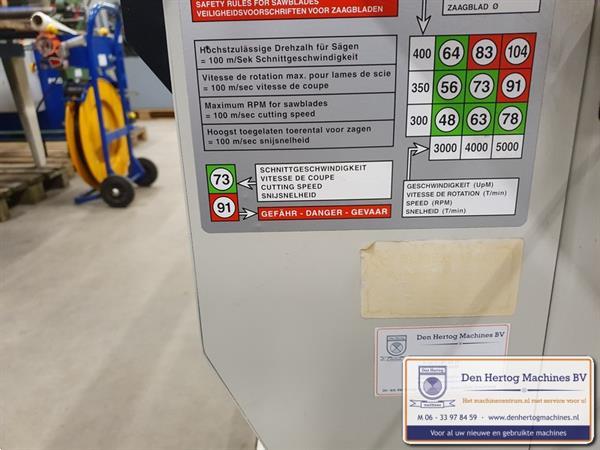 SAFETY RULES FOR SAWBLADES
VEILIGHEIDSVOORSCHRIFTEN VOOR ZAAGBLADEN
ZAAGBLAD Ø
Höchstzulässige Drehzalh für Sägen
= 100 m/Sek Schnittgeschwindigkeit
Vitesse de rotation max. pour lames de scie
= 100 m/sec vitesse de coupe
Maximum RPM for sawblades
= 100 m/sec cutting speed
Hoogst toegelaten toerental voor zagen
= 100 m/sec snijsnelheid
400 64 83 104
350 56 73 91
300 48 63 78
3000 4000 5000
73
SCHNITTGESCHWINDIGKEIT
VITESSE DE COUPE
CUTTING SPEED
SNIJSNELHEID
91
GEFÄHR - DANGER - GEVAAR
GESCHWINDIGKEIT (UpM)
VITESSE DE ROTATION (T/min)
SPEED (RPM)
SNELHEID (T/min)
Den Hertog Machines BV
Den Hertog
machines
Den Hertog Machines BV
Het machinecentrum.nl met service voor u!
M 06 - 33 97 84 59 - www.denhertogmachines.nl
Voor al uw nieuwe en gebruikte machines